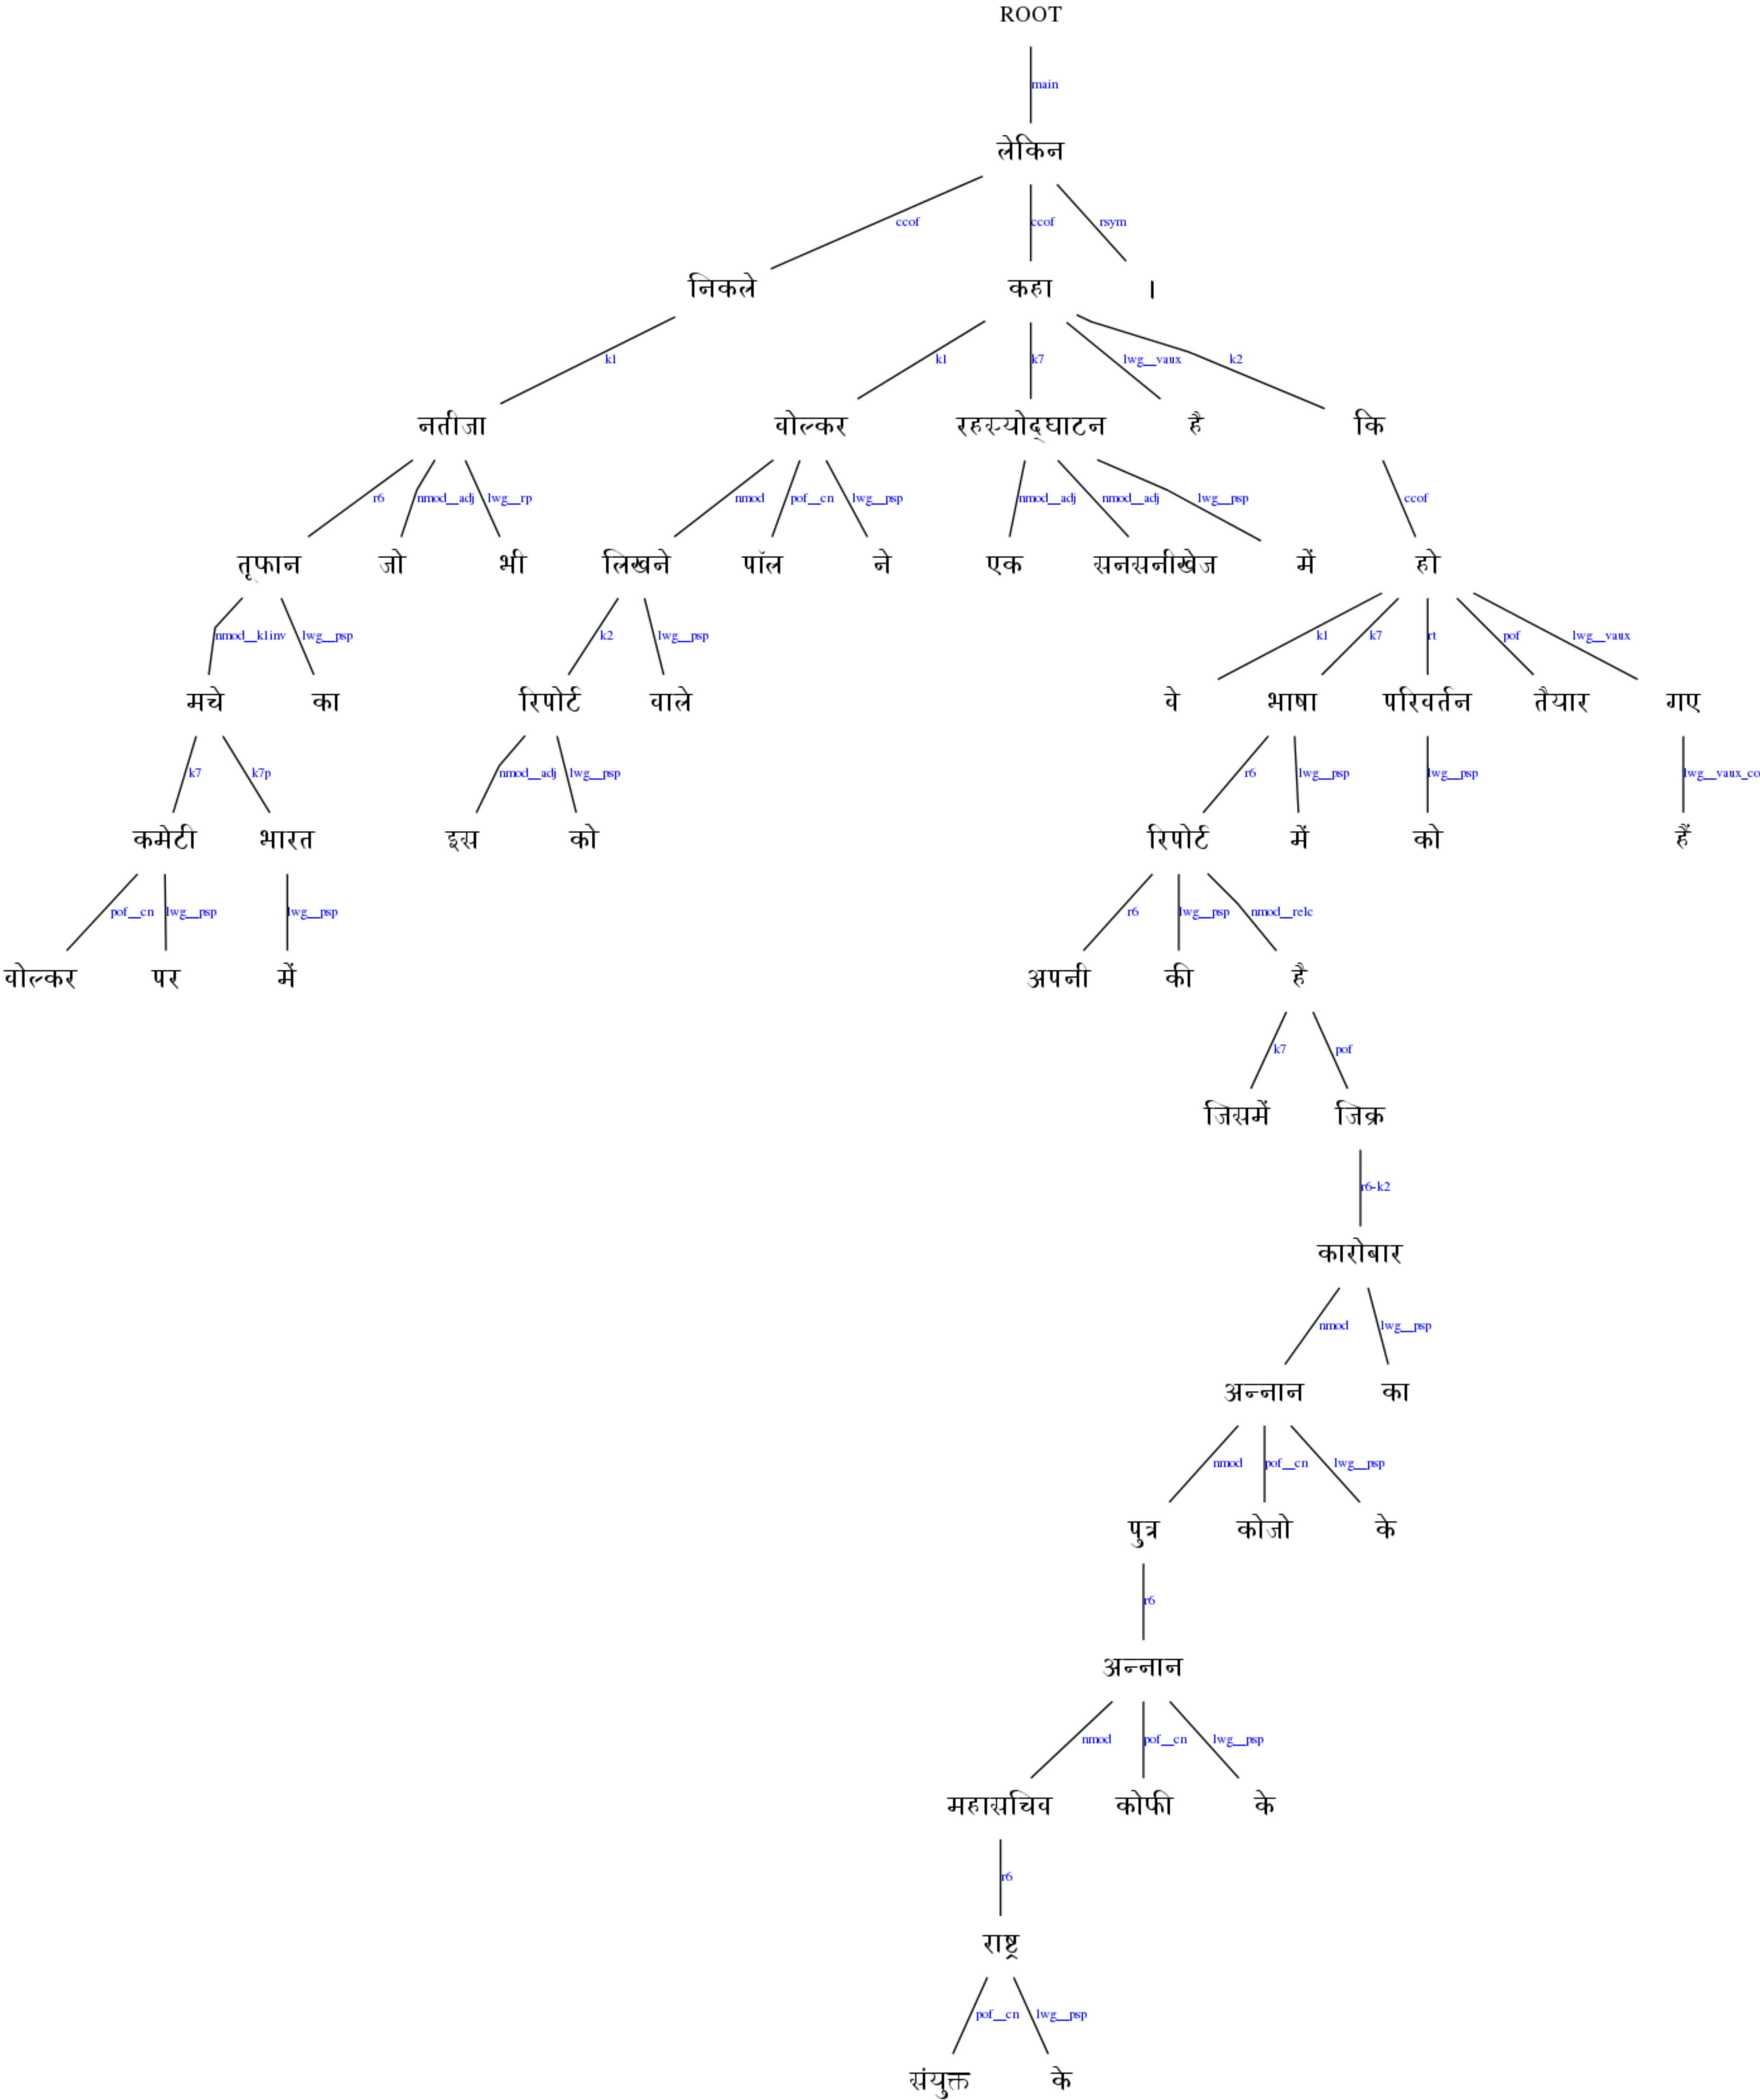 ROOT
main
लेकिन
ccof ccof rsym
निकले कहा ।
k1 k1 k7 lwg__vaux k2
नतीजा वोल्कर रहस्योद्घाटन है कि
r6 nmod__adj lwg__rp nmod pof__cn lwg__psp nmod__adj nmod__adj lwg__psp ccof
तूफान जो भी लिखने पॉल ने एक सनसनीखेज में हो
nmod__k1inv lwg__psp k2 lwg__psp k1 k7 rt pof lwg__vaux
मचे का रिपोर्ट वाले वे भाषा परिवर्तन तैयार गए
k7 k7p nmod__adj lwg__psp r6 lwg__psp lwg__psp lwg__vaux_co
कमेटी भारत इस को रिपोर्ट में को हैं
pof__cn lwg__psp lwg__psp r6 lwg__psp nmod__relc
वोल्कर पर में अपनी की है
k7 pof
जिसमें जिक्र
r6-k2
कारोबार
nmod lwg__psp
अन्नान का
nmod pof__cn lwg__psp
पुत्र कोजो के
r6
अन्नान
nmod pof__cn lwg__psp
महासचिव कोफी के
r6
राष्ट्र
pof__cn lwg__psp
संयुक्त के